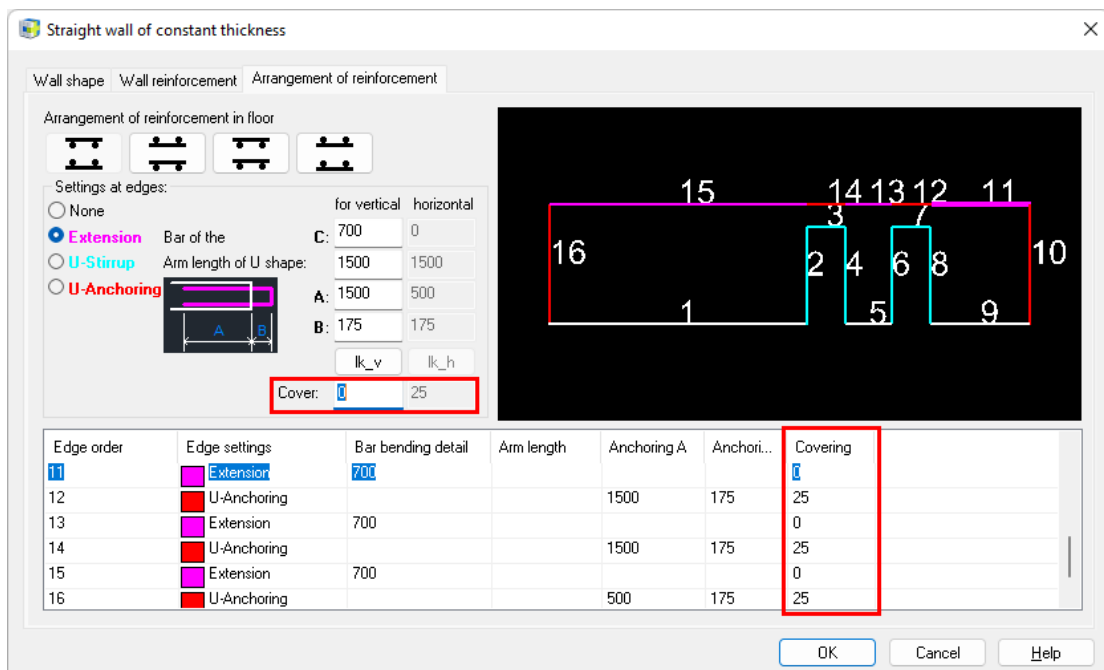 Straight wall of constant thickness
Wall shape Wall reinforcement Arrangement of reinforcement
Arrangement of reinforcement in floor
Settings at edges:
None
for vertical horizontal
Extension Bar of the C: 700 0
U-Stirrup Arm length of U shape: 1500 1500
U-Anchoring A: 1500 500
A B B: 175 175
lk_v lk_h
Cover: 0 25
15 14 13 12 11
3 7
16 2 4 6 8 10
1 5 9
Edge order Edge settings Bar bending detail Arm length Anchoring A Anchori... Covering
11 Extension 700 0
12 U-Anchoring 1500 175 25
13 Extension 700 0
14 U-Anchoring 1500 175 25
15 Extension 700 0
16 U-Anchoring 500 175 25
OK Cancel Help